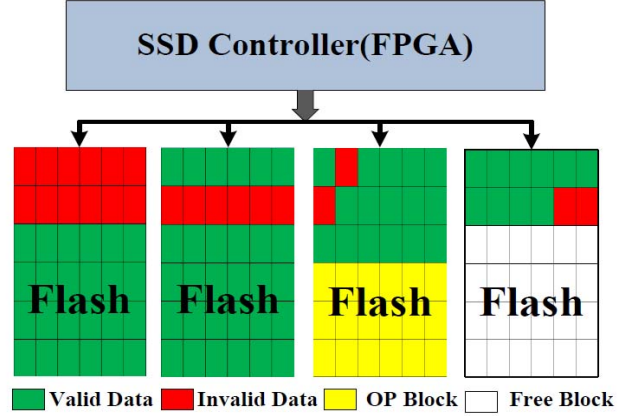 SSD Controller(FPGA)
Flash Flash Flash Flash
Valid Data Invalid Data OP Block Free Block